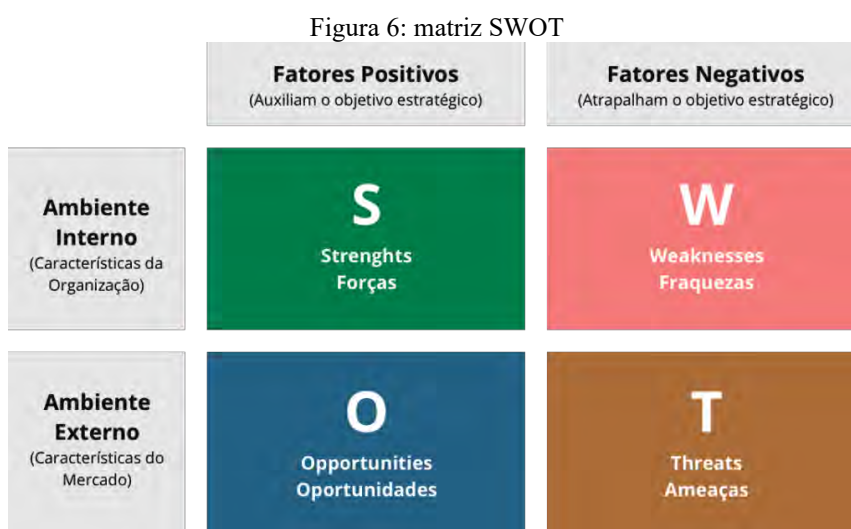 Figura 6: matriz SWOT
Fatores Positivos
(Auxiliam o objetivo estratégico)
Fatores Negativos
(Atrapalham o objetivo estratégico)
Ambiente
Interno
(Características da
Organização)
S
Strenghts
Forças
W
Weaknesses
Fraquezas
Ambiente
Externo
(Características do
Mercado)
O
Opportunities
Oportunidades
T
Threats
Ameaças